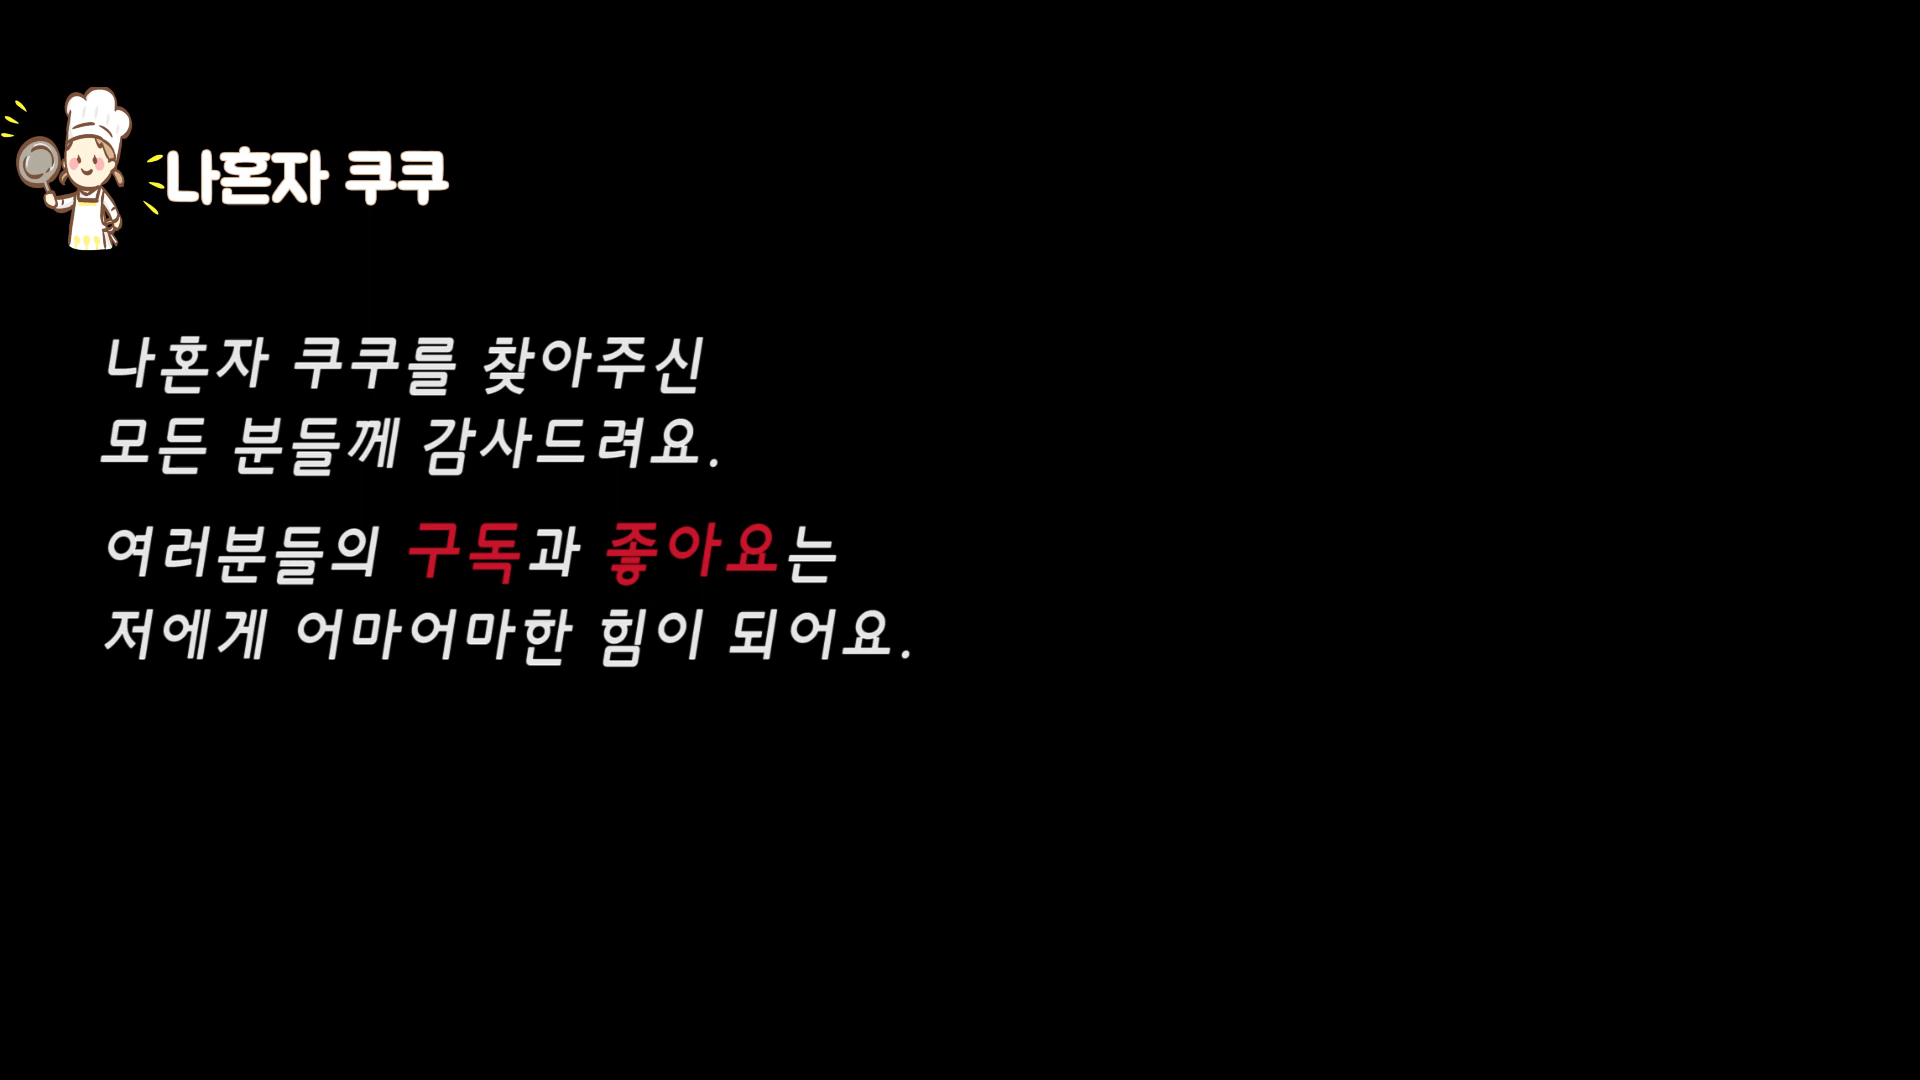 나혼자 쿠쿠
나혼자 쿠쿠를 찾아주신
모든 분들께 감사드려요.
여러분들의 구독과 좋아요는
저에게 어마어마한 힘이 되어요.